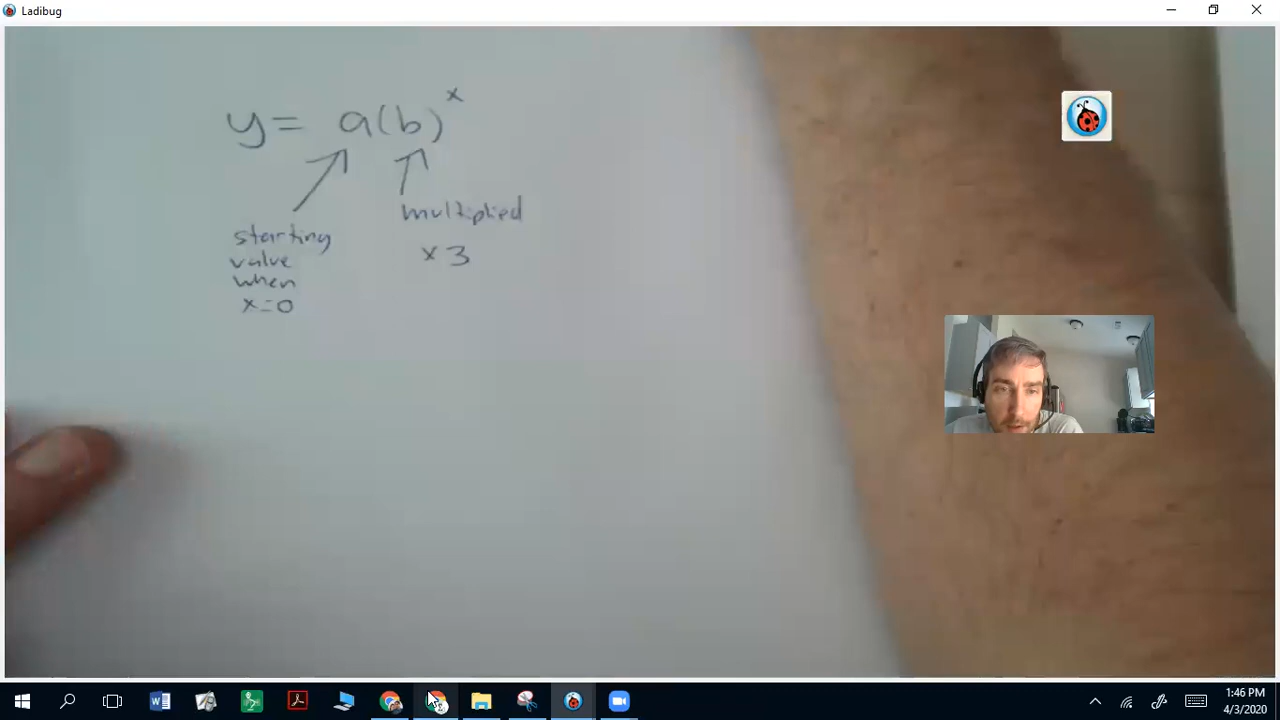 Ladibug
y = a(b)^x
multiplied
x 3
starting
value
when
x=0
1:46 PM
4/3/2020